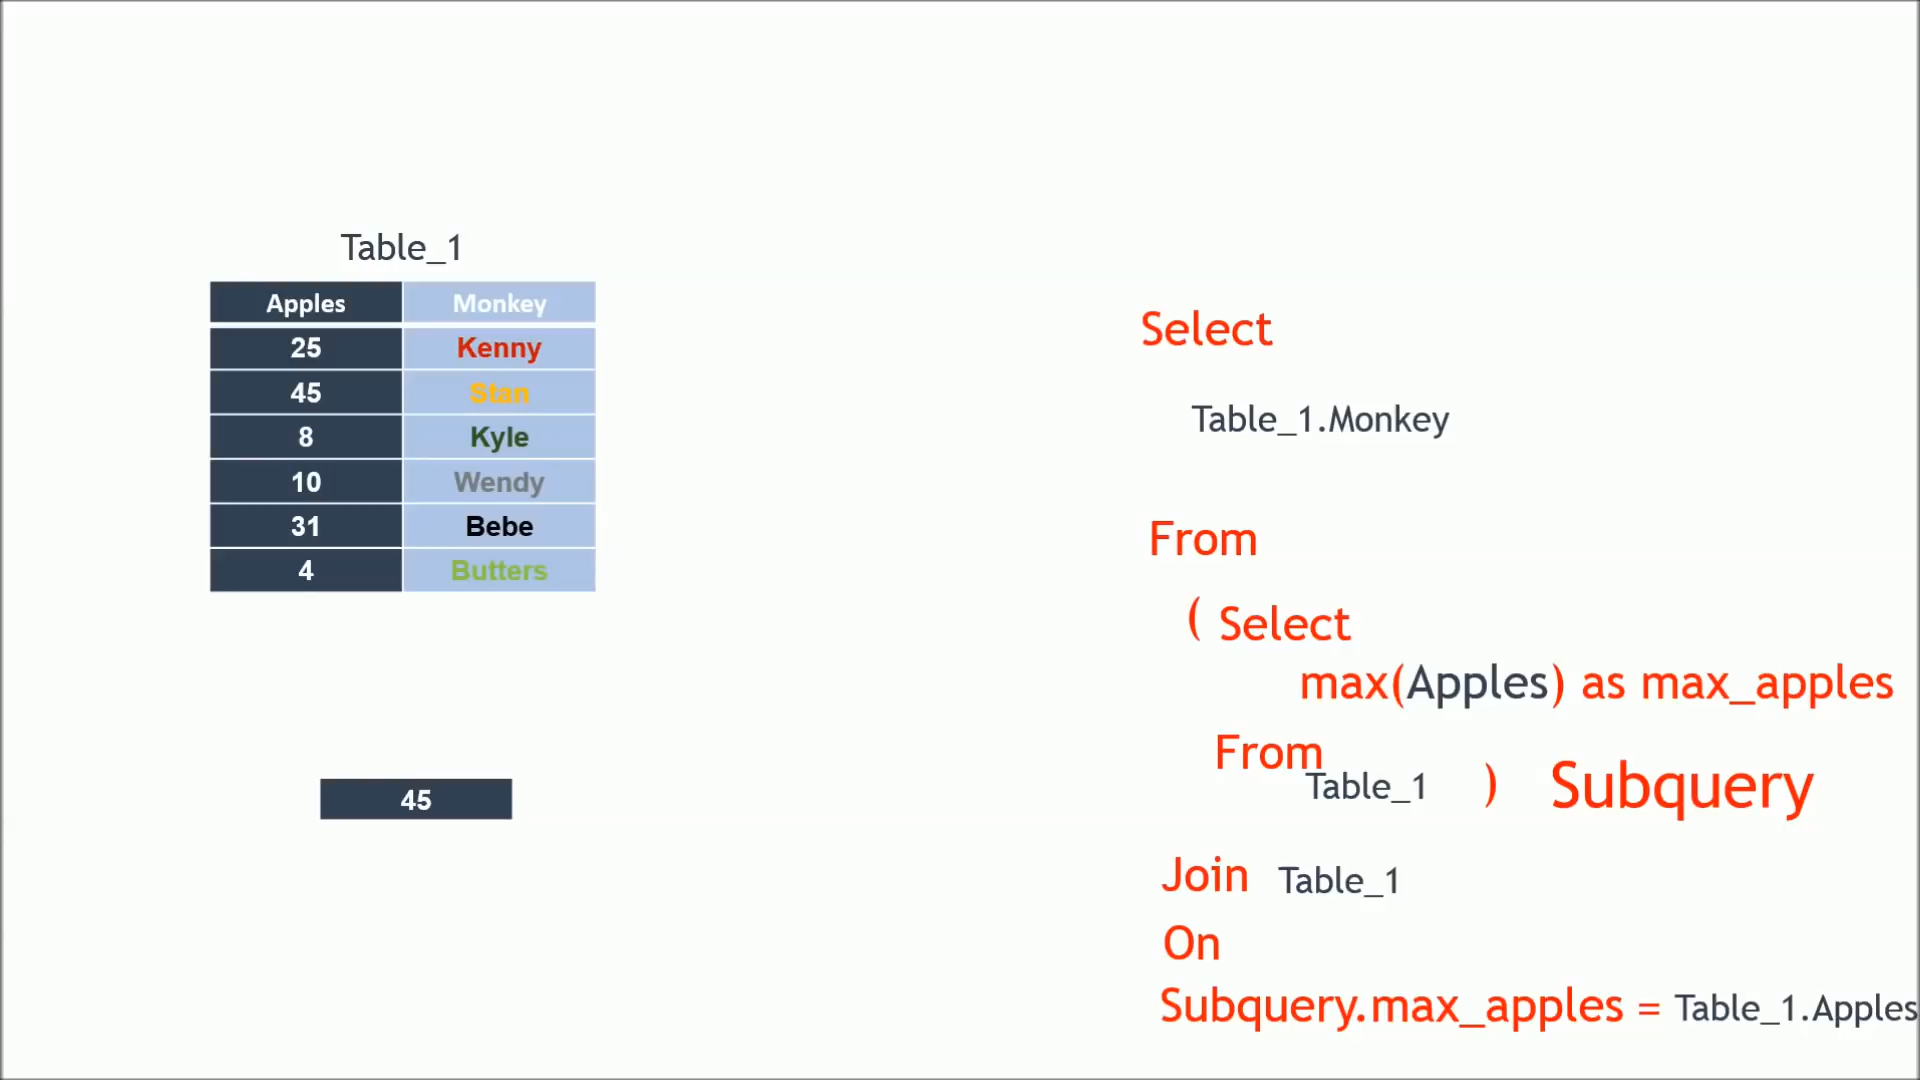 Table_1
Apples Monkey
25 Kenny
45 Stan
8 Kyle
10 Wendy
31 Bebe
4 Butters
45
Select
Table_1.Monkey
From
( Select
max(Apples) as max_apples
From
Table_1 ) Subquery
Join Table_1
On
Subquery.max_apples = Table_1.Apples